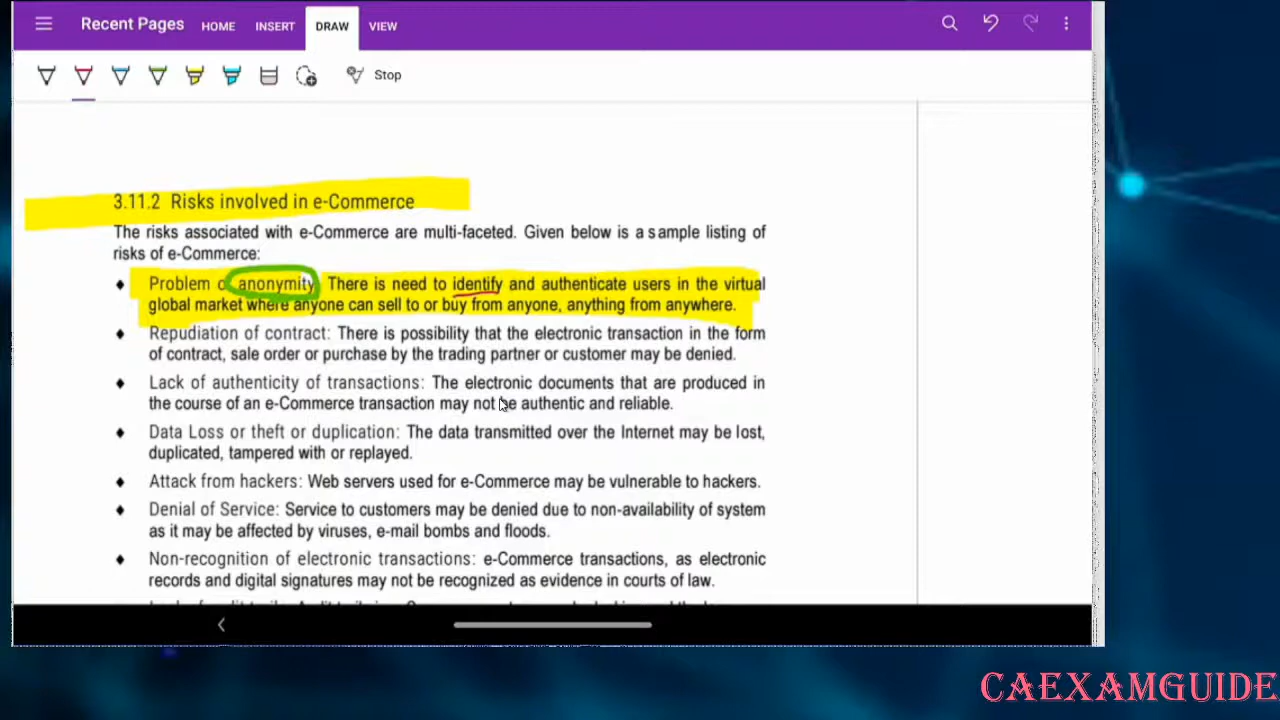 Recent Pages HOME INSERT DRAW VIEW
Stop
3.11.2 Risks involved in e-Commerce
The risks associated with e-Commerce are multi-faceted. Given below is a sample listing of
risks of e-Commerce:
♦ Problem of anonymity: There is need to identify and authenticate users in the virtual
global market where anyone can sell to or buy from anyone, anything from anywhere.
♦ Repudiation of contract: There is possibility that the electronic transaction in the form
of contract, sale order or purchase by the trading partner or customer may be denied.
♦ Lack of authenticity of transactions: The electronic documents that are produced in
the course of an e-Commerce transaction may not be authentic and reliable.
♦ Data Loss or theft or duplication: The data transmitted over the Internet may be lost,
duplicated, tampered with or replayed.
♦ Attack from hackers: Web servers used for e-Commerce may be vulnerable to hackers.
♦ Denial of Service: Service to customers may be denied due to non-availability of system
as it may be affected by viruses, e-mail bombs and floods.
♦ Non-recognition of electronic transactions: e-Commerce transactions, as electronic
records and digital signatures may not be recognized as evidence in courts of law.
CAEXAMGUIDE